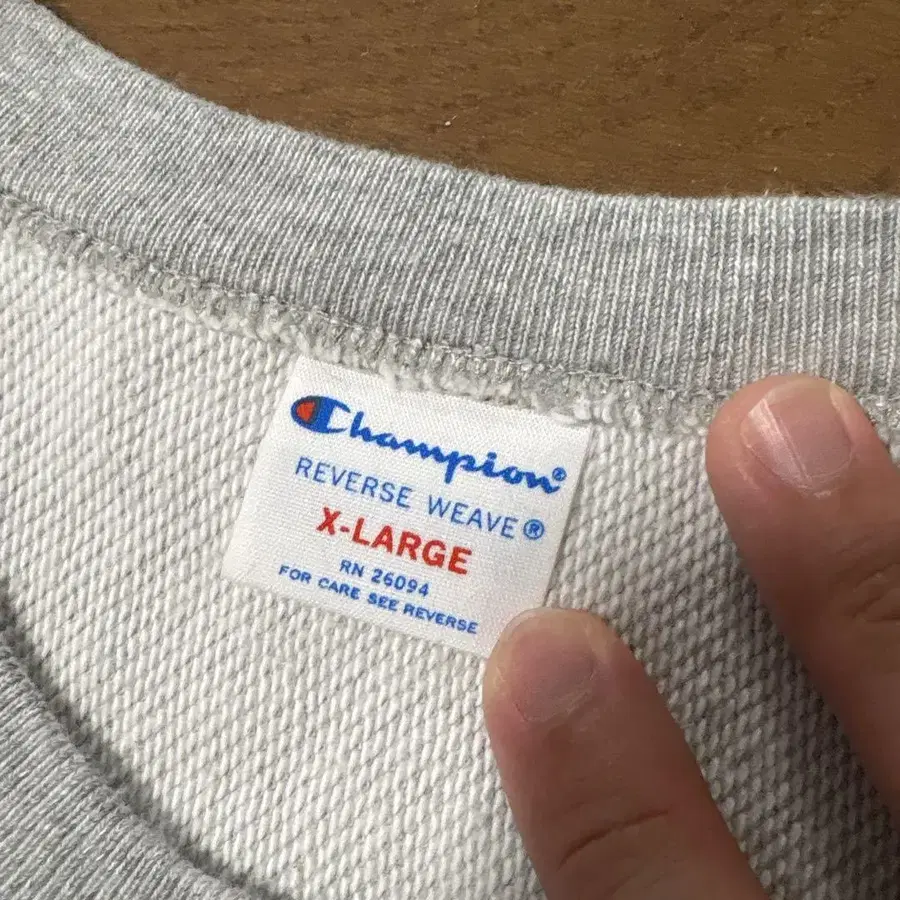 Champion®
REVERSE WEAVE®
X-LARGE
RN 26094
FOR CARE SEE REVERSE